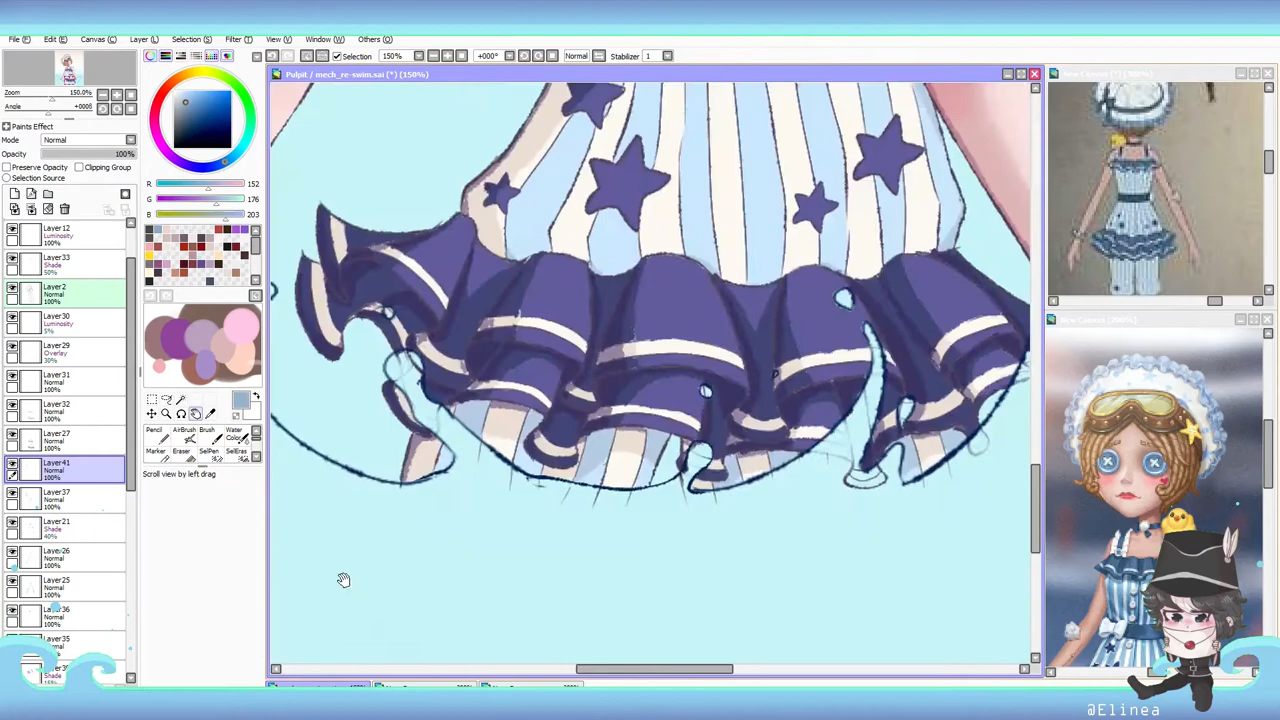 File (F) Edit (E) Canvas (C) Layer (L) Selection (S) Filter (T) View (V) Window (W) Others (O)
Selection 150% +000° Normal Stabilizer 1
Pulpit / mech_re-swim.sai (*) (150%)
Zoom 150.0%
Angle +000θ
Paints Effect
Mode Normal
Opacity 100%
Preserve Opacity Clipping Group
Selection Source
R 152
G 176
B 203
Layer12
Luminosity
100%
Layer33
Shade
50%
Layer2
Normal
100%
Layer30
Luminosity
5%
Layer29
Overlay
30%
Layer31
Normal
100%
Layer32
Normal
100%
Layer27
Normal
100%
Layer41
Normal
100%
Layer37
Normal
100%
Layer21
Shade
40%
Layer26
Normal
100%
Layer25
Normal
100%
Layer36
Normal
100%
Layer35
Normal
100%
Shade
Pencil AirBrush Brush Water
Marker Eraser SelPen SelEras
Scroll view by left drag
@Elinea